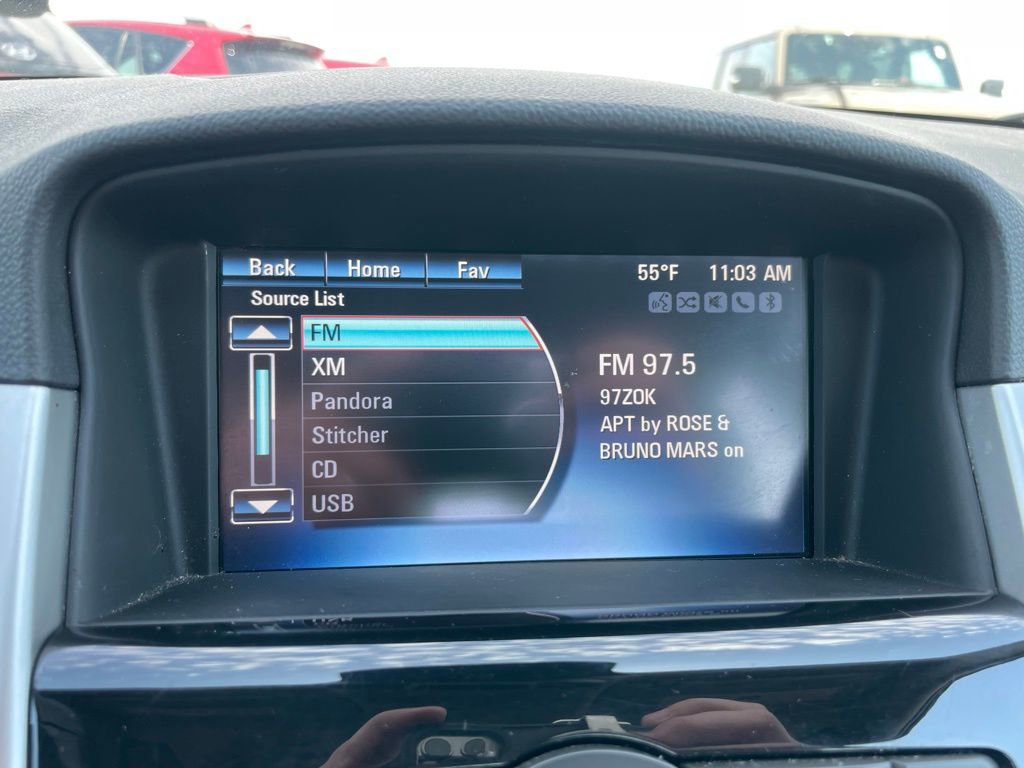 Back Home Fav 55°F 11:03 AM
Source List
FM
XM
Pandora
Stitcher
CD
USB
FM 97.5
97ZOK
APT by ROSE &
BRUNO MARS on